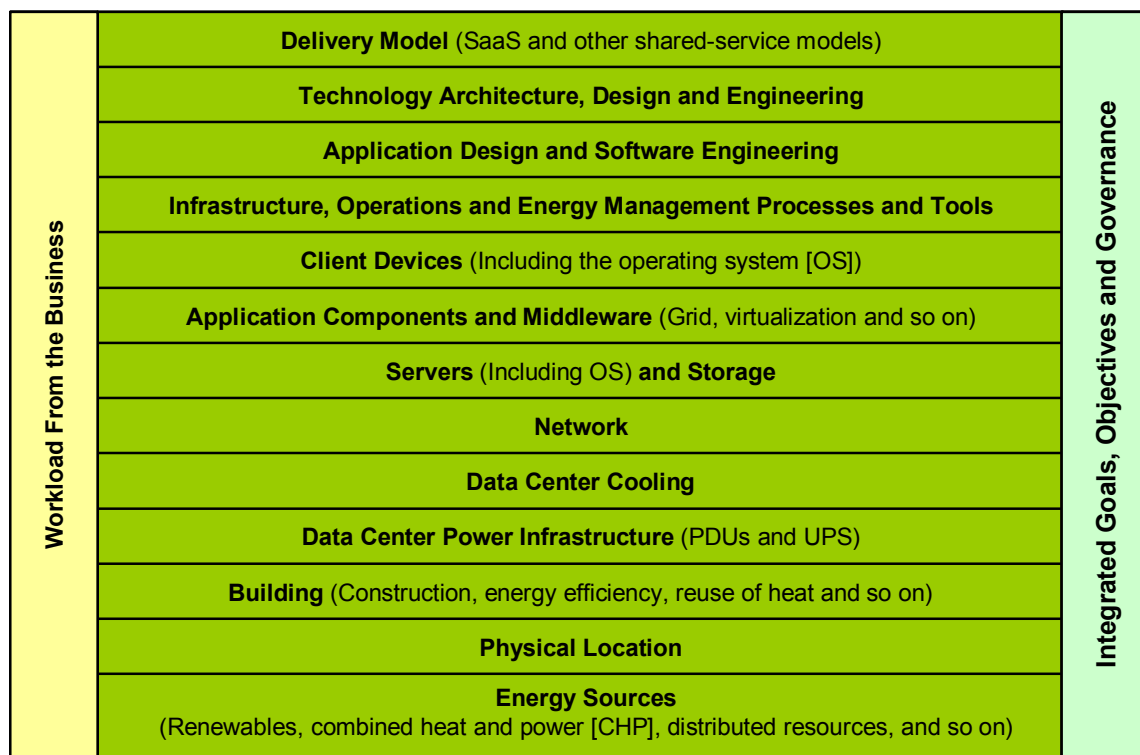 Workload From the Business
Delivery Model (SaaS and other shared-service models)
Technology Architecture, Design and Engineering
Application Design and Software Engineering
Infrastructure, Operations and Energy Management Processes and Tools
Client Devices (Including the operating system [OS])
Application Components and Middleware (Grid, virtualization and so on)
Servers (Including OS) and Storage
Network
Data Center Cooling
Data Center Power Infrastructure (PDUs and UPS)
Building (Construction, energy efficiency, reuse of heat and so on)
Physical Location
Energy Sources
(Renewables, combined heat and power [CHP], distributed resources, and so on)
Integrated Goals, Objectives and Governance